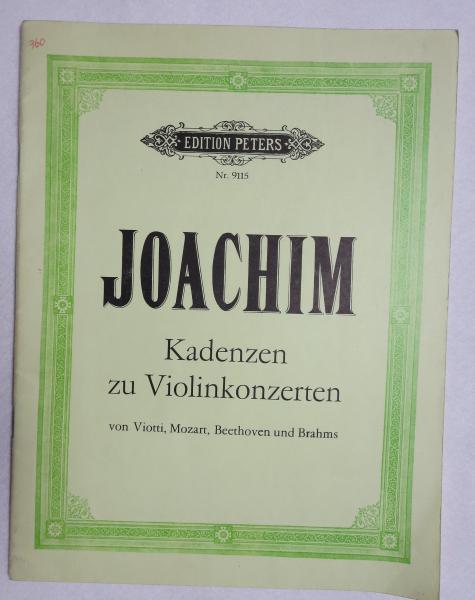 360
EDITION PETERS
Nr. 9115
JOACHIM
Kadenzen
zu Violinkonzerten
von Viotti, Mozart, Beethoven und Brahms